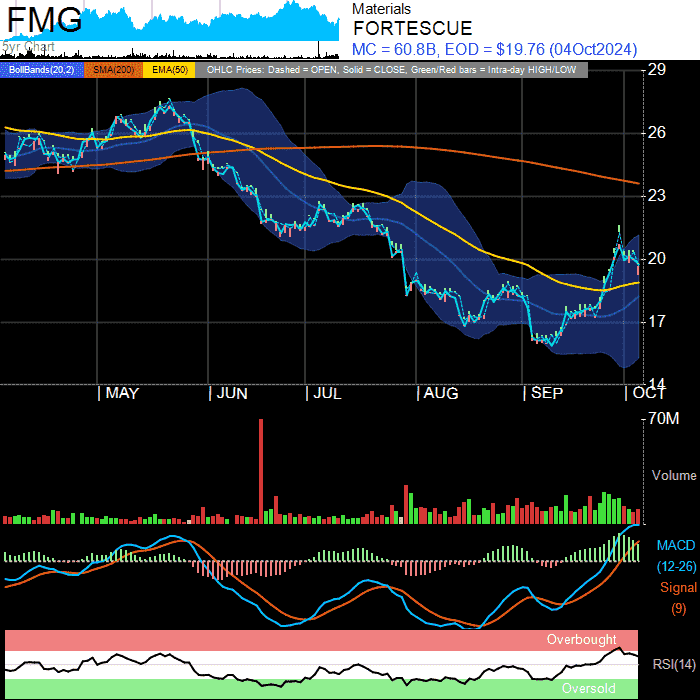 FMG
5yr Chart
Materials
FORTESCUE
MC = 60.8B, EOD = $19.76 (04Oct2024)
BollBands(20,2) SMA(200) EMA(50) OHLC Prices: Dashed = OPEN, Solid = CLOSE, Green/Red bars = Intra-day HIGH/LOW
29
26
23
20
17
14
MAY JUN JUL AUG SEP OCT
70M
Volume
MACD
(12-26)
Signal
(9)
Overbought
RSI(14)
Oversold